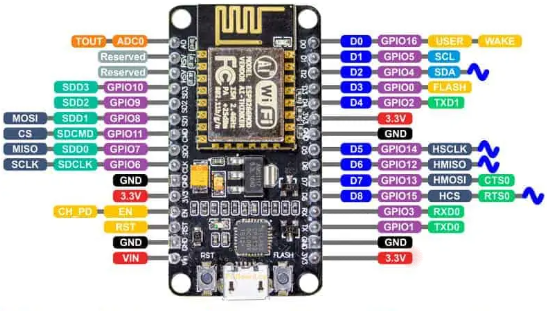 TOUT ADC0
Reserved
Reserved
SDD3 GPIO10
SDD2 GPIO9
MOSI SDD1 GPIO8
CS SDCMD GPIO11
MISO SDD0 GPIO7
SCLK SDCLK GPIO6
GND
3.3V
CH_PD EN
RST
GND
VIN
D0 GPIO16 USER WAKE
D1 GPIO5 SCL
D2 GPIO4 SDA
D3 GPIO0 FLASH
D4 GPIO2 TXD1
3.3V
GND
D5 GPIO14 HSCLK
D6 GPIO12 HMISO
D7 GPIO13 HMOSI CTS0
D8 GPIO15 HCS RTS0
GPIO3 RXD0
GPIO1 TXD0
GND
3.3V
WiFi
FC
RST
FLASH